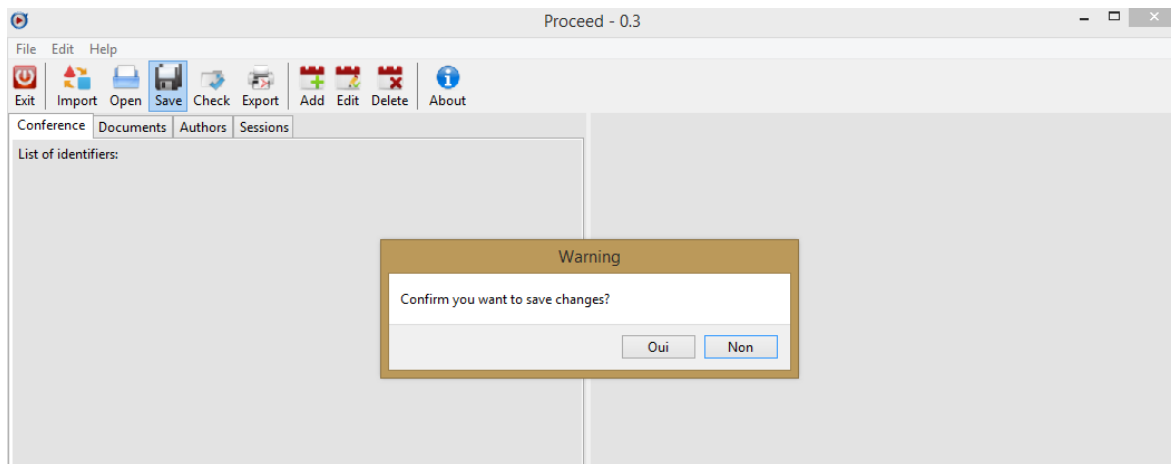 Proceed - 0.3
File Edit Help
Exit Import Open Save Check Export Add Edit Delete About
Conference Documents Authors Sessions
List of identifiers:
Warning
Confirm you want to save changes?
Oui Non